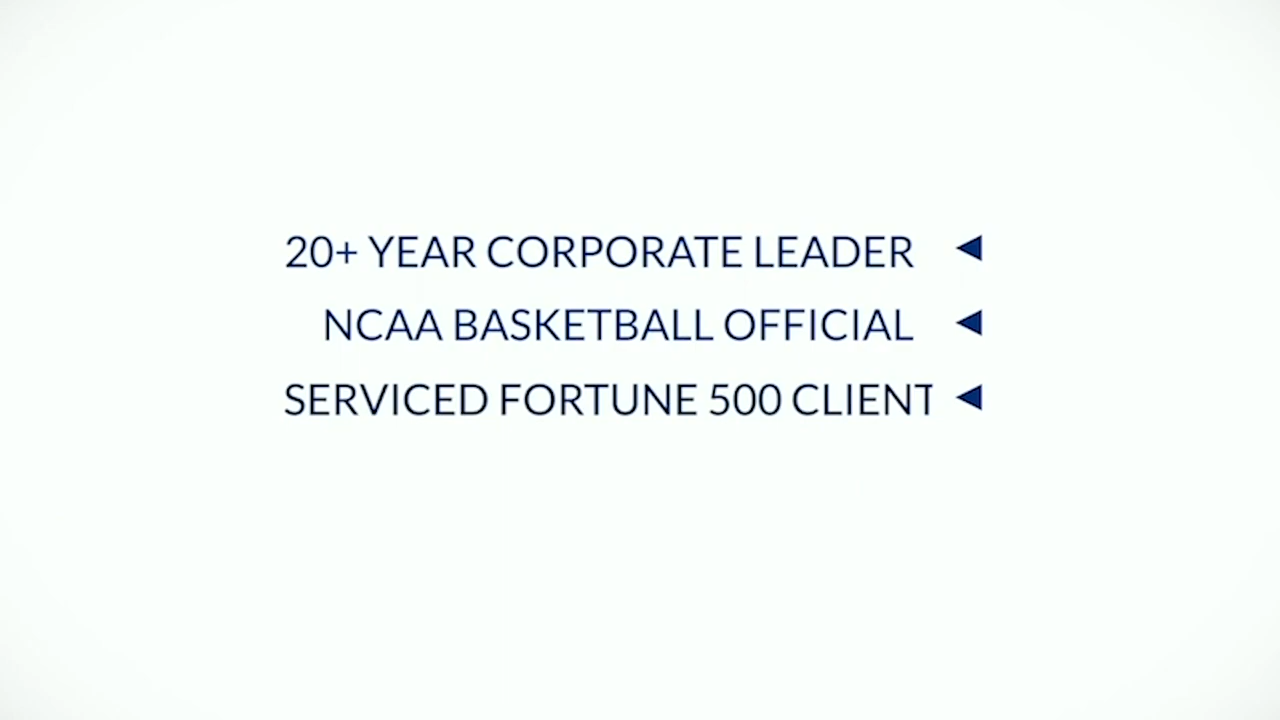 20+ YEAR CORPORATE LEADER
NCAA BASKETBALL OFFICIAL
SERVICED FORTUNE 500 CLIENT